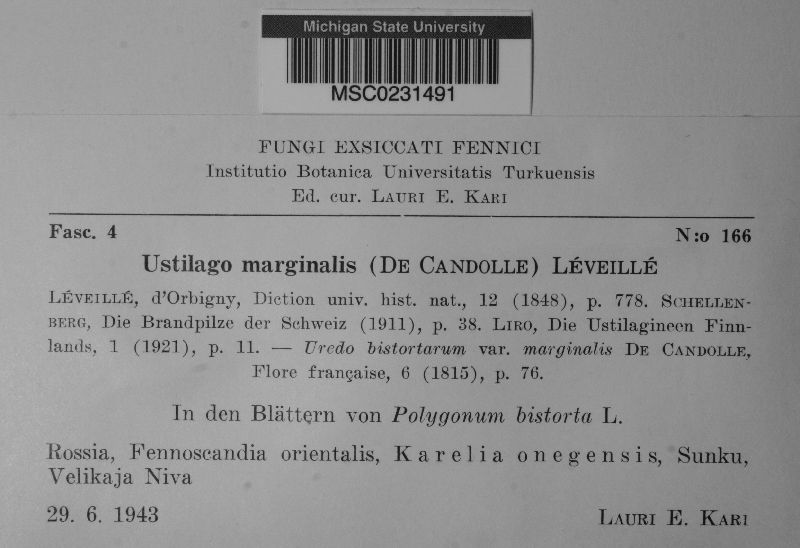 Michigan State University
MSC0231491
FUNGI EXSICCATI FENNICI
Institutio Botanica Universitatis Turkuensis
Ed. cur. LAURI E. KARI
Fasc. 4 N:o 166
Ustilago marginalis (DE CANDOLLE) LÉVEILLÉ
LÉVEILLÉ, d'Orbigny, Diction univ. hist. nat., 12 (1848), p. 778. SCHELLEN-
BERG, Die Brandpilze der Schweiz (1911), p. 38. LIRO, Die Ustilagineen Finn-
lands, 1 (1921), p. 11. — Uredo bistortarum var. marginalis DE CANDOLLE,
Flore française, 6 (1815), p. 76.
In den Blättern von Polygonum bistorta L.
Rossia, Fennoscandia orientalis, Karelia onegensis, Sunku,
Velikaja Niva
29. 6. 1943 LAURI E. KARI